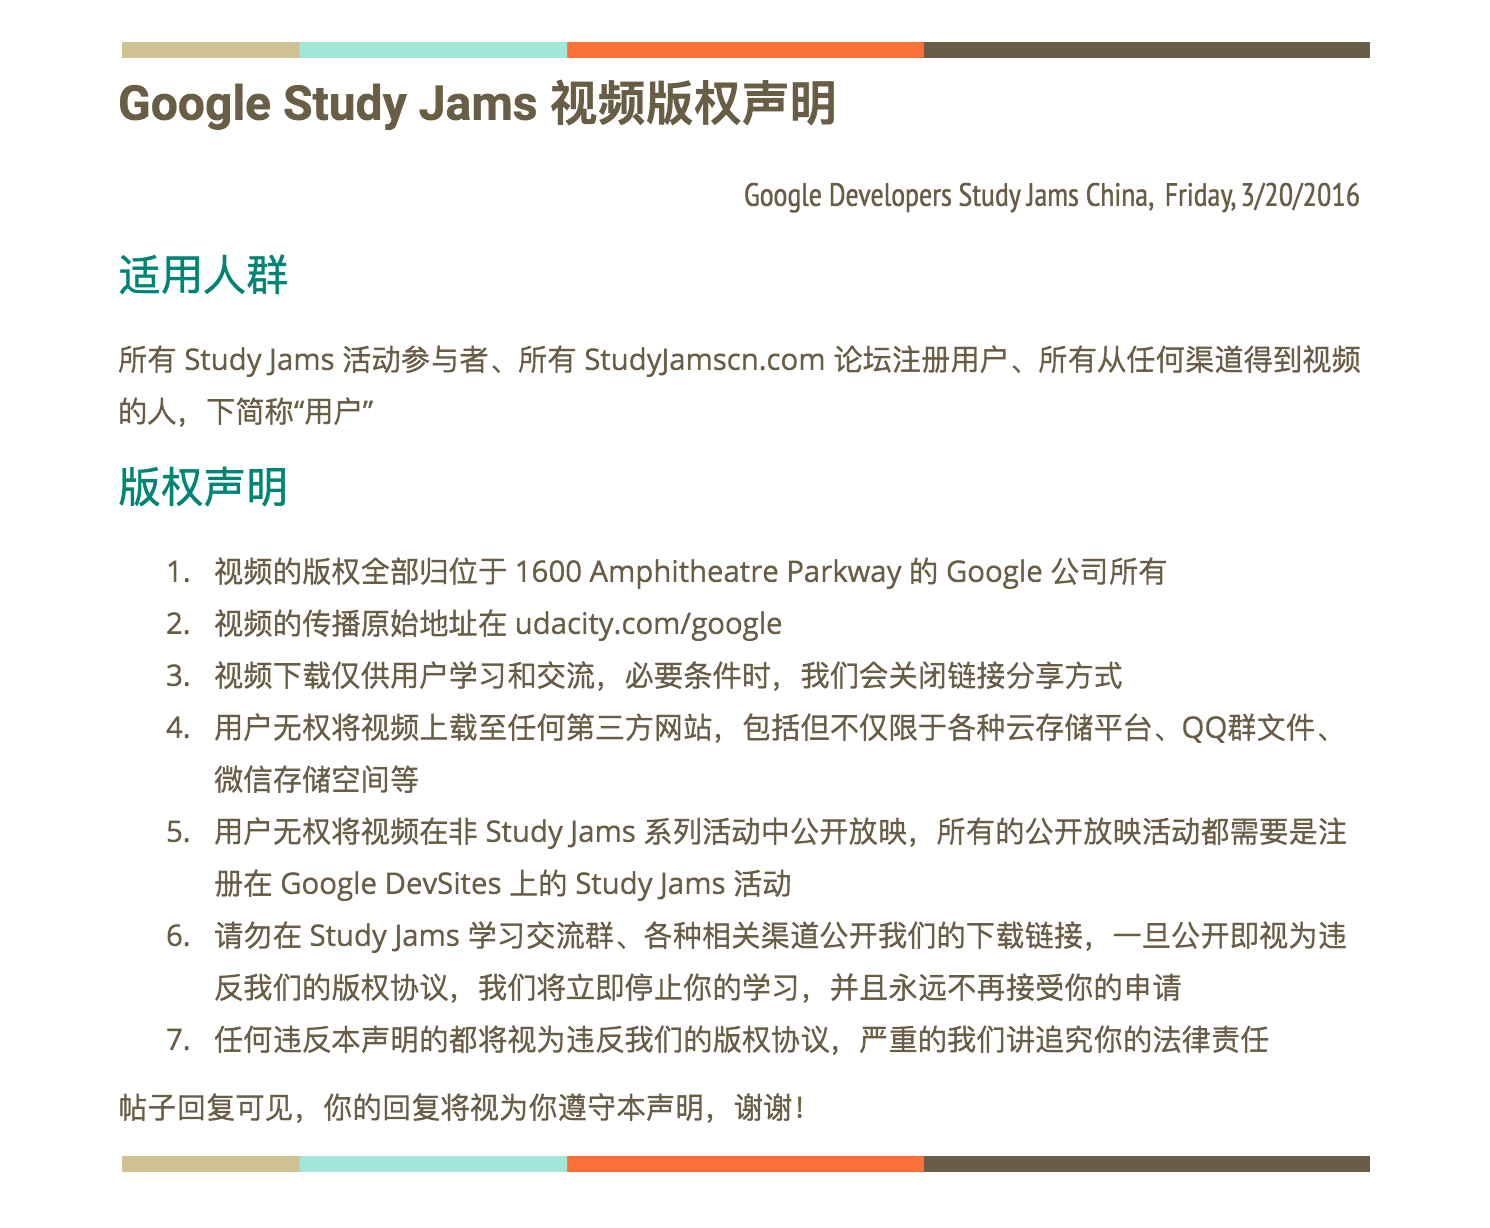 Google Study Jams 视频版权声明
Google Developers Study Jams China, Friday, 3/20/2016
适用人群
所有 Study Jams 活动参与者、所有 StudyJamscn.com 论坛注册用户、所有从任何渠道得到视频
的人，下简称“用户”
版权声明
1. 视频的版权全部归位于 1600 Amphitheatre Parkway 的 Google 公司所有
2. 视频的传播原始地址在 udacity.com/google
3. 视频下载仅供用户学习和交流，必要条件时，我们会关闭链接分享方式
4. 用户无权将视频上载至任何第三方网站，包括但不仅限于各种云存储平台、QQ群文件、
微信存储空间等
5. 用户无权将视频在非 Study Jams 系列活动中公开放映，所有的公开放映活动都需要是注
册在 Google DevSites 上的 Study Jams 活动
6. 请勿在 Study Jams 学习交流群、各种相关渠道公开我们的下载链接，一旦公开即视为违
反我们的版权协议，我们将立即停止你的学习，并且永远不再接受你的申请
7. 任何违反本声明的都将视为违反我们的版权协议，严重的我们讲追究你的法律责任
帖子回复可见，你的回复将视为你遵守本声明，谢谢！